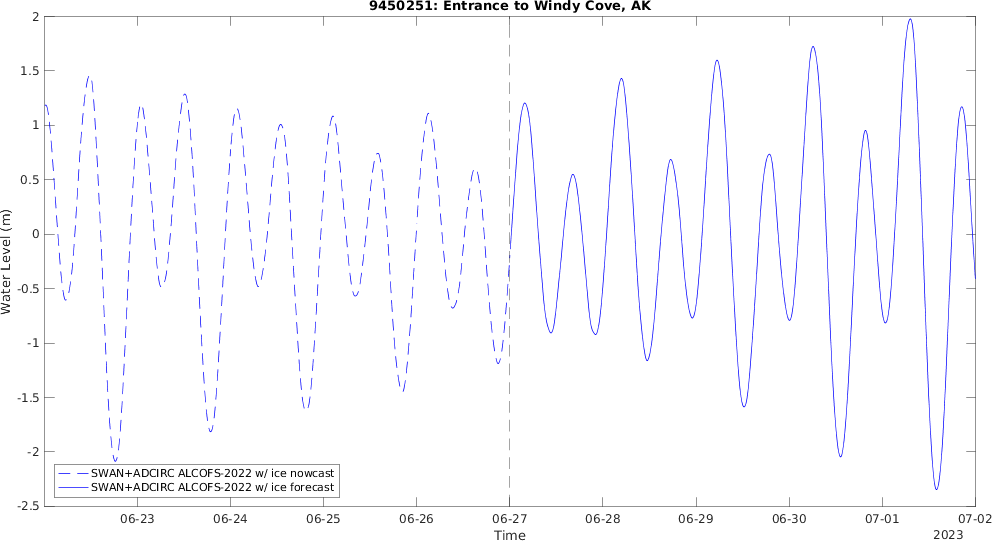 9450251: Entrance to Windy Cove, AK
2
1.5
1
0.5
0
-0.5
-1
-1.5
-2
-2.5
Water Level (m)
SWAN+ADCIRC ALCOFS-2022 w/ ice nowcast
SWAN+ADCIRC ALCOFS-2022 w/ ice forecast
06-23 06-24 06-25 06-26 06-27 06-28 06-29 06-30 07-01 07-02
Time
2023